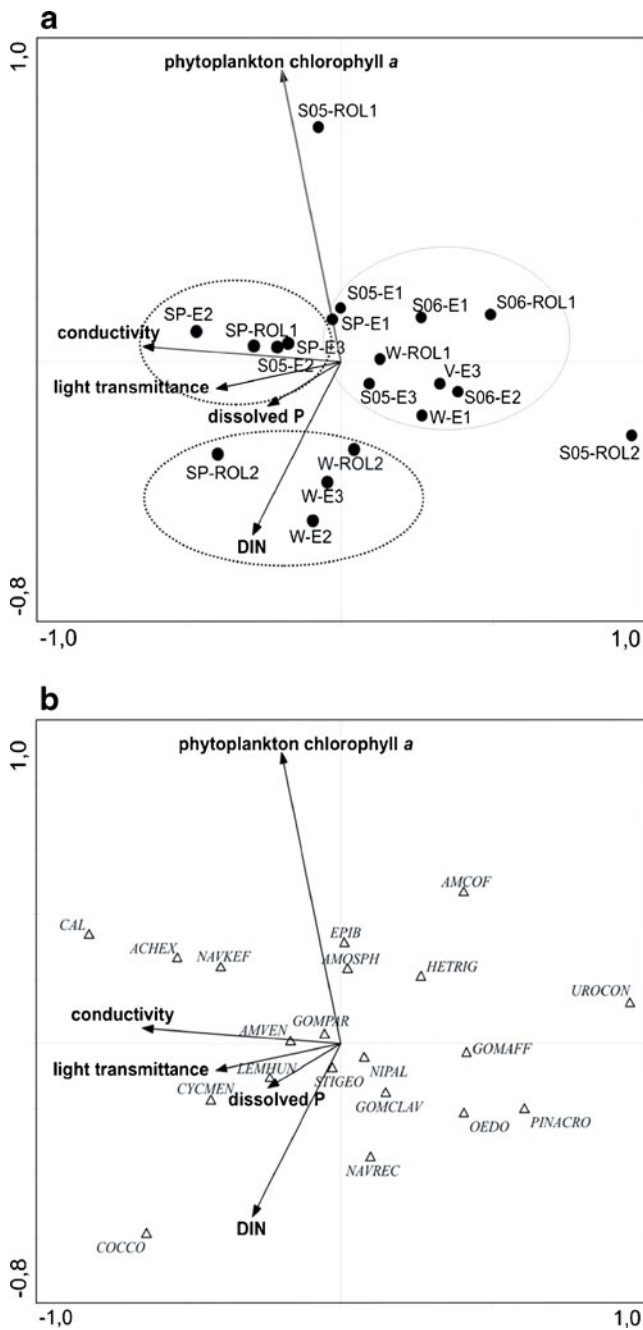 a
1,0
phytoplankton chlorophyll a
S05-ROL1
S05-E1
S06-E1
S06-ROL1
SP-E2
SP-E1
conductivity
SP-ROL1
SP-E3
W-ROL1
V-E3
S05-E2
light transmittance
S05-E3
S06-E2
dissolved P
W-E1
S05-ROL2
SP-ROL2
W-ROL2
W-E3
W-E2
DIN
-0,8
-1,0
1,0
b
1,0
phytoplankton chlorophyll a
AMCOF
CAL
EPIB
ACHEX
NAVKEF
AMOSPH
HETRIG
UROCON
conductivity
GOMPAR
AMVEN
GOMAFF
light transmittance
LEMHUN
NIPAL
STIGEO
CYCMEN
dissolved P
GOMCLAV
OEDO
PINACRO
NAVREC
DIN
COCCO
-0,8
-1,0
1,0